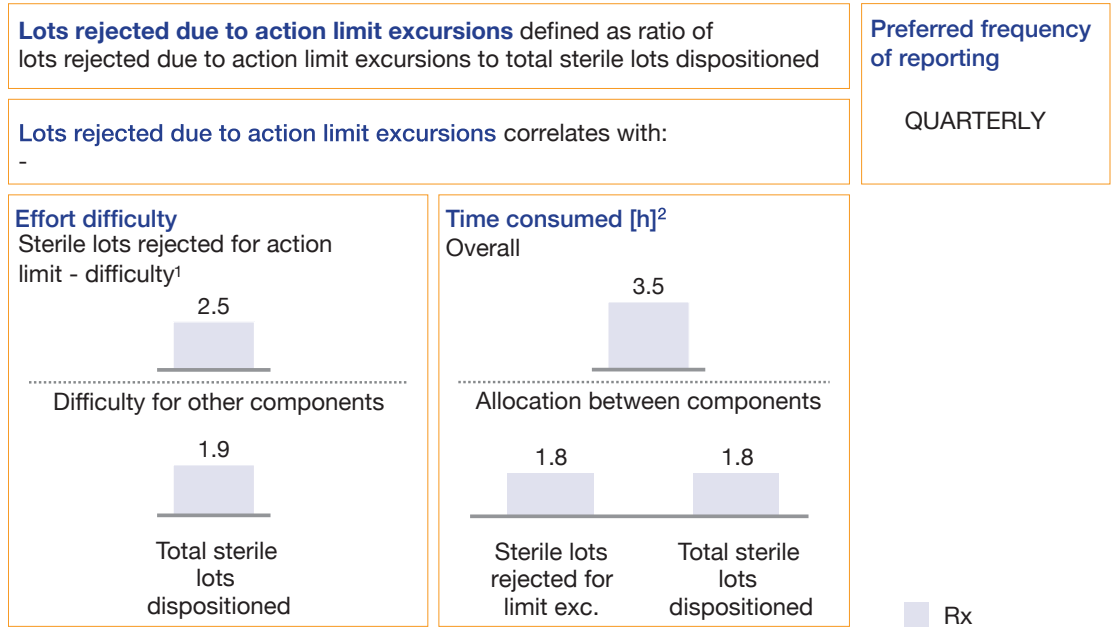 Lots rejected due to action limit excursions defined as ratio of
lots rejected due to action limit excursions to total sterile lots dispositioned
Preferred frequency
of reporting
QUARTERLY
Lots rejected due to action limit excursions correlates with:
-
Effort difficulty
Sterile lots rejected for action
limit - difficulty¹
2.5
Difficulty for other components
1.9
Total sterile
lots
dispositioned
Time consumed [h]²
Overall
3.5
Allocation between components
1.8
1.8
Sterile lots
rejected for
limit exc.
Total sterile
lots
dispositioned
Rx